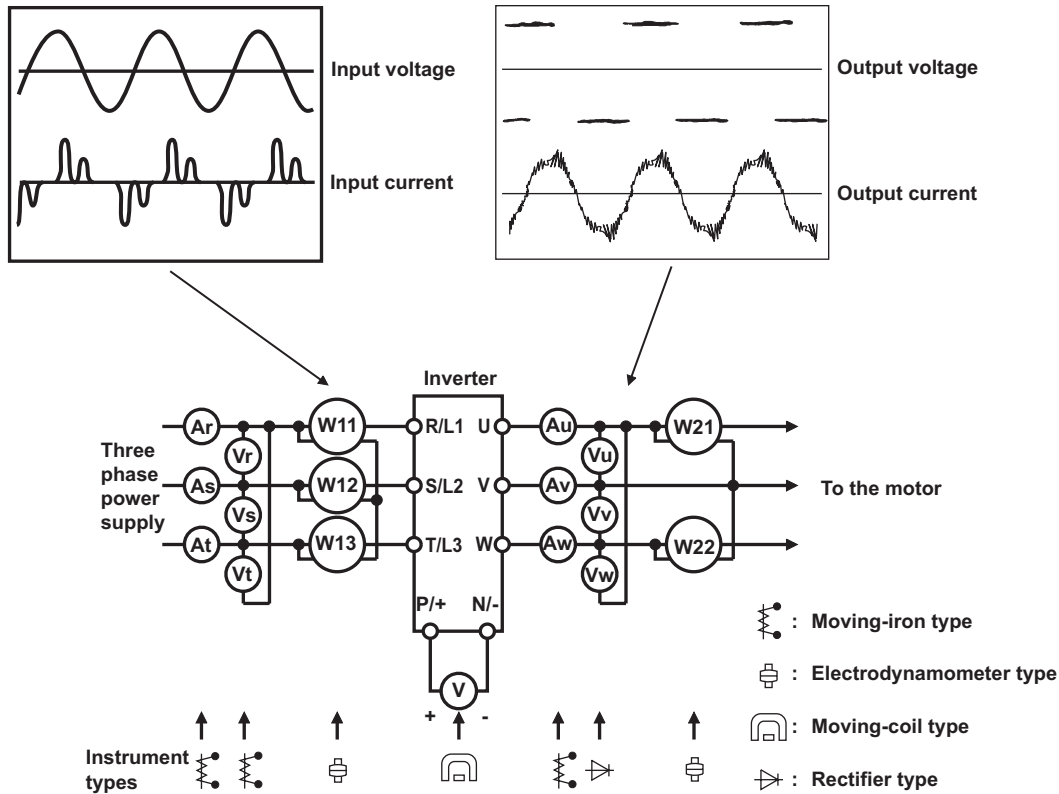 Input voltage
Output voltage
Input current
Output current
Inverter
Three
phase
power
supply
Ar
As
At
Vr
Vs
Vt
W11
W12
W13
R/L1
S/L2
T/L3
U
V
W
P/+
N/-
V
+
-
Au
Av
Aw
Vu
Vv
Vw
W21
W22
To the motor
: Moving-iron type
: Electrodynamometer type
: Moving-coil type
: Rectifier type
Instrument
types